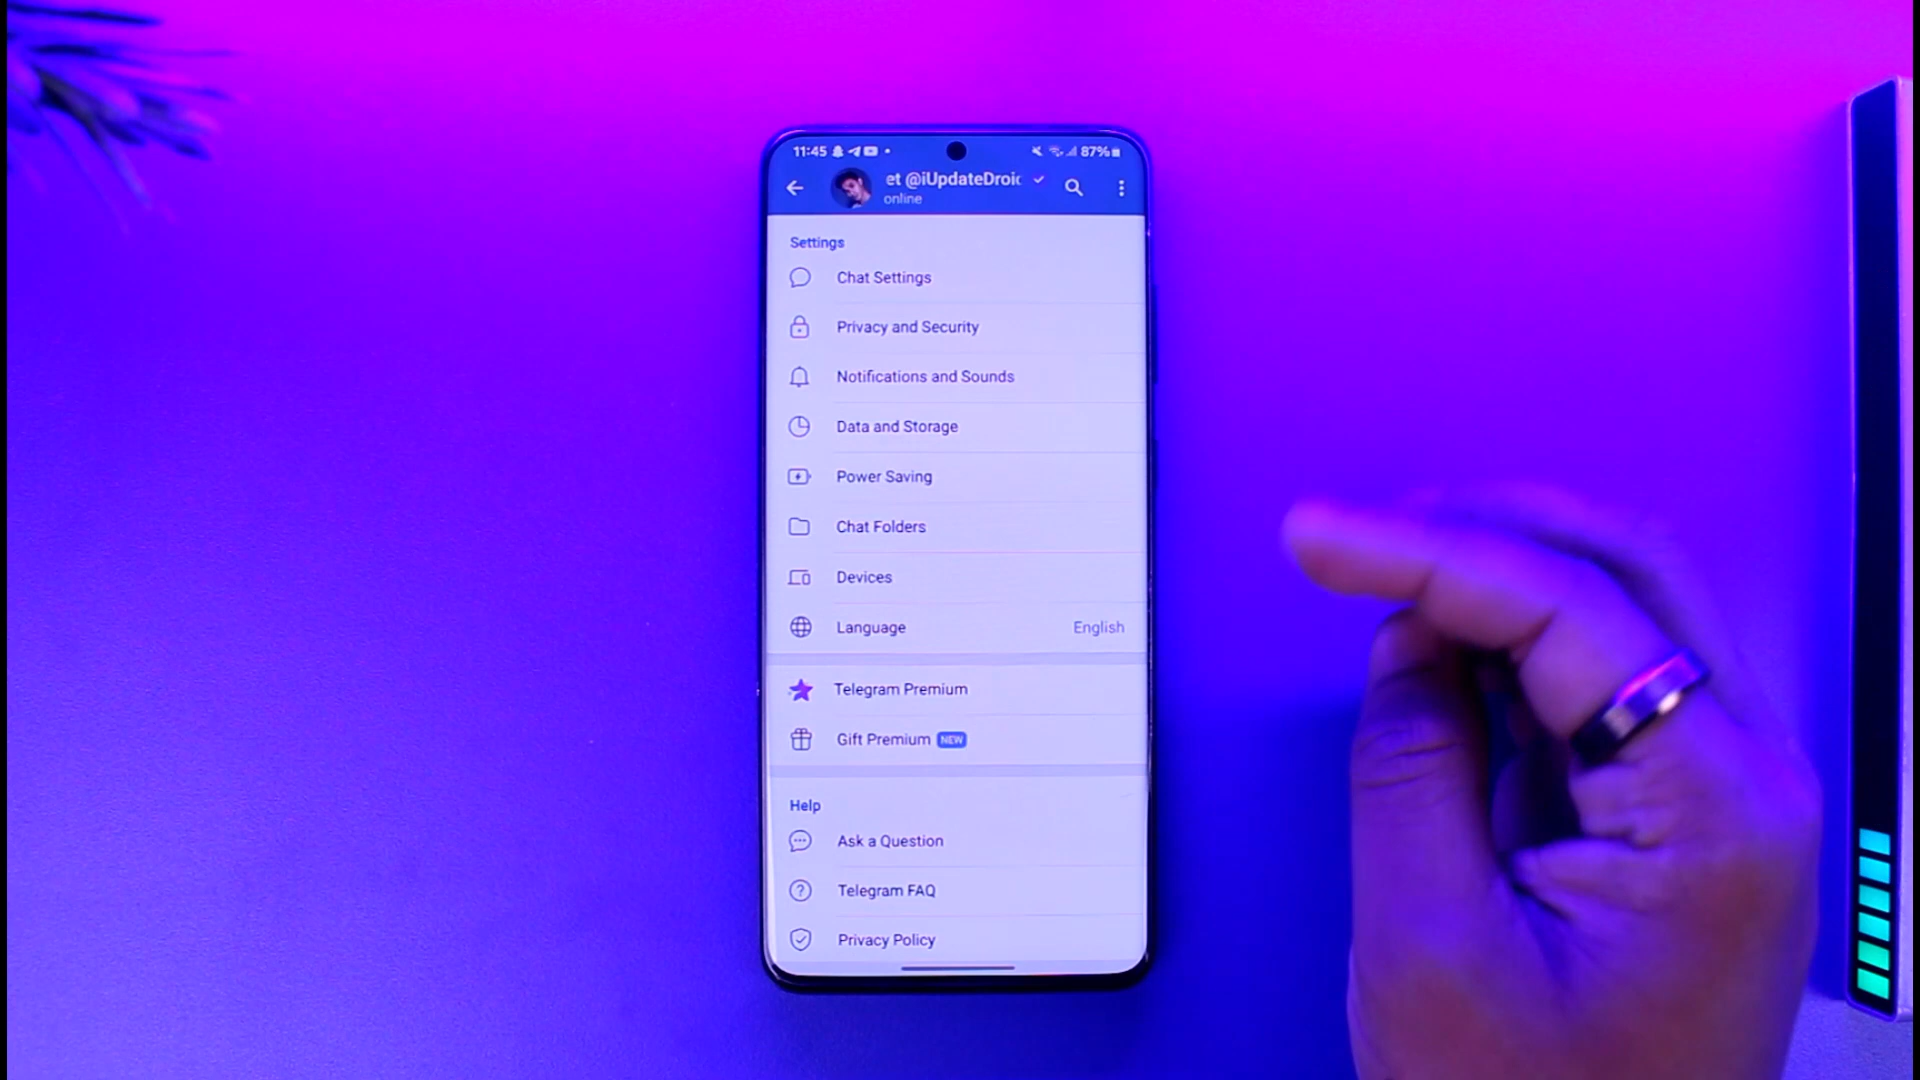 11:45 87%
et @iUpdateDroid
online
Settings
Chat Settings
Privacy and Security
Notifications and Sounds
Data and Storage
Power Saving
Chat Folders
Devices
Language English
Telegram Premium
Gift Premium NEW
Help
Ask a Question
Telegram FAQ
Privacy Policy